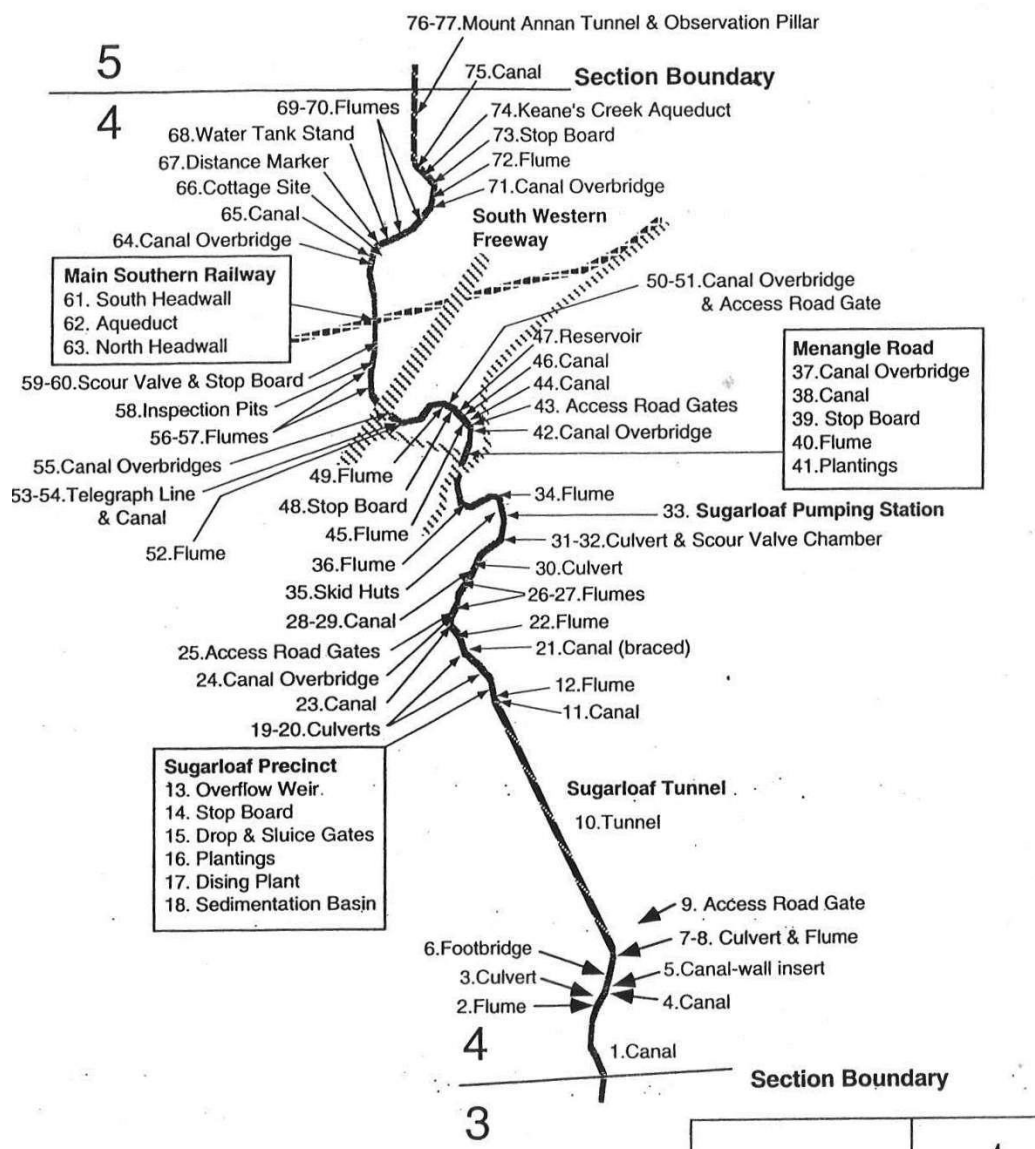 76-77.Mount Annan Tunnel & Observation Pillar
5
75.Canal
Section Boundary
4
69-70.Flumes
74.Keane's Creek Aqueduct
68.Water Tank Stand
73.Stop Board
67.Distance Marker
72.Flume
66.Cottage Site
71.Canal Overbridge
65.Canal
South Western
Freeway
64.Canal Overbridge
Main Southern Railway
61. South Headwall
62. Aqueduct
63. North Headwall
50-51.Canal Overbridge
& Access Road Gate
47.Reservoir
46.Canal
44.Canal
43. Access Road Gates
42.Canal Overbridge
Menangle Road
37.Canal Overbridge
38.Canal
39. Stop Board
40.Flume
41.Plantings
59-60.Scour Valve & Stop Board
58.Inspection Pits
56-57.Flumes
55.Canal Overbridges
53-54.Telegraph Line
& Canal
52.Flume
49.Flume
48.Stop Board
45.Flume
36.Flume
35.Skid Huts
34.Flume
33. Sugarloaf Pumping Station
31-32.Culvert & Scour Valve Chamber
30.Culvert
26-27.Flumes
28-29.Canal
22.Flume
25.Access Road Gates
21.Canal (braced)
24.Canal Overbridge
23.Canal
12.Flume
11.Canal
19-20.Culverts
Sugarloaf Precinct
13. Overflow Weir
14. Stop Board
15. Drop & Sluice Gates
16. Plantings
17. Dising Plant
18. Sedimentation Basin
Sugarloaf Tunnel
10.Tunnel
9. Access Road Gate
7-8. Culvert & Flume
6.Footbridge
5.Canal-wall insert
3.Culvert
4.Canal
2.Flume
4
1.Canal
Section Boundary
3